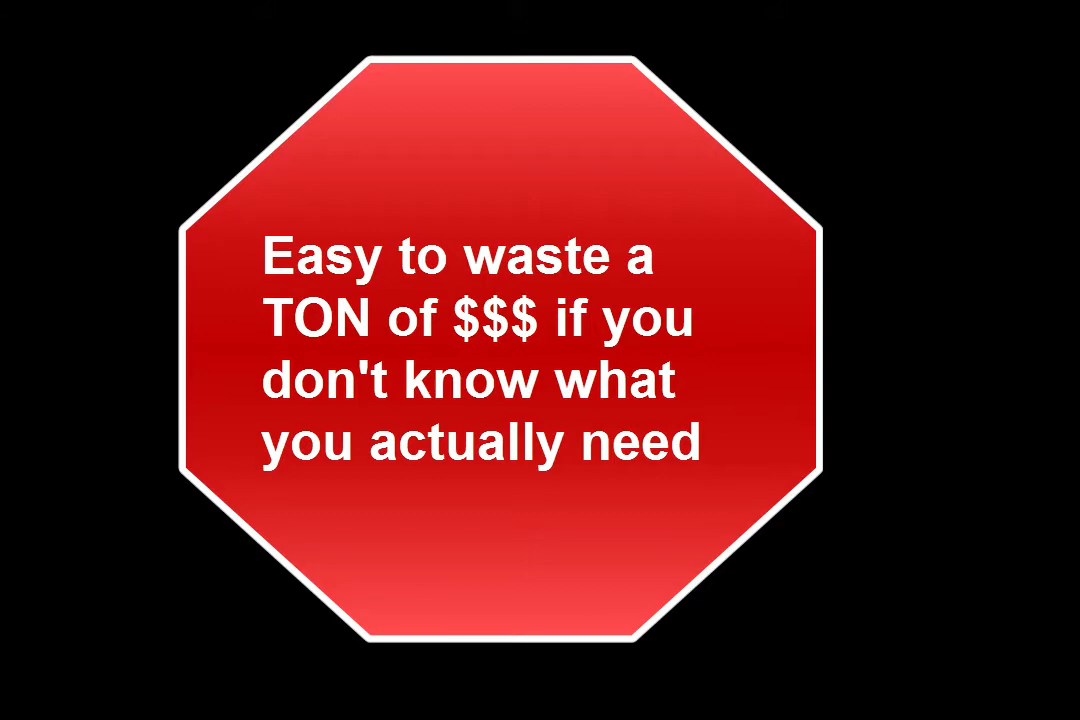 Easy to waste a
TON of $$$ if you
don't know what
you actually need